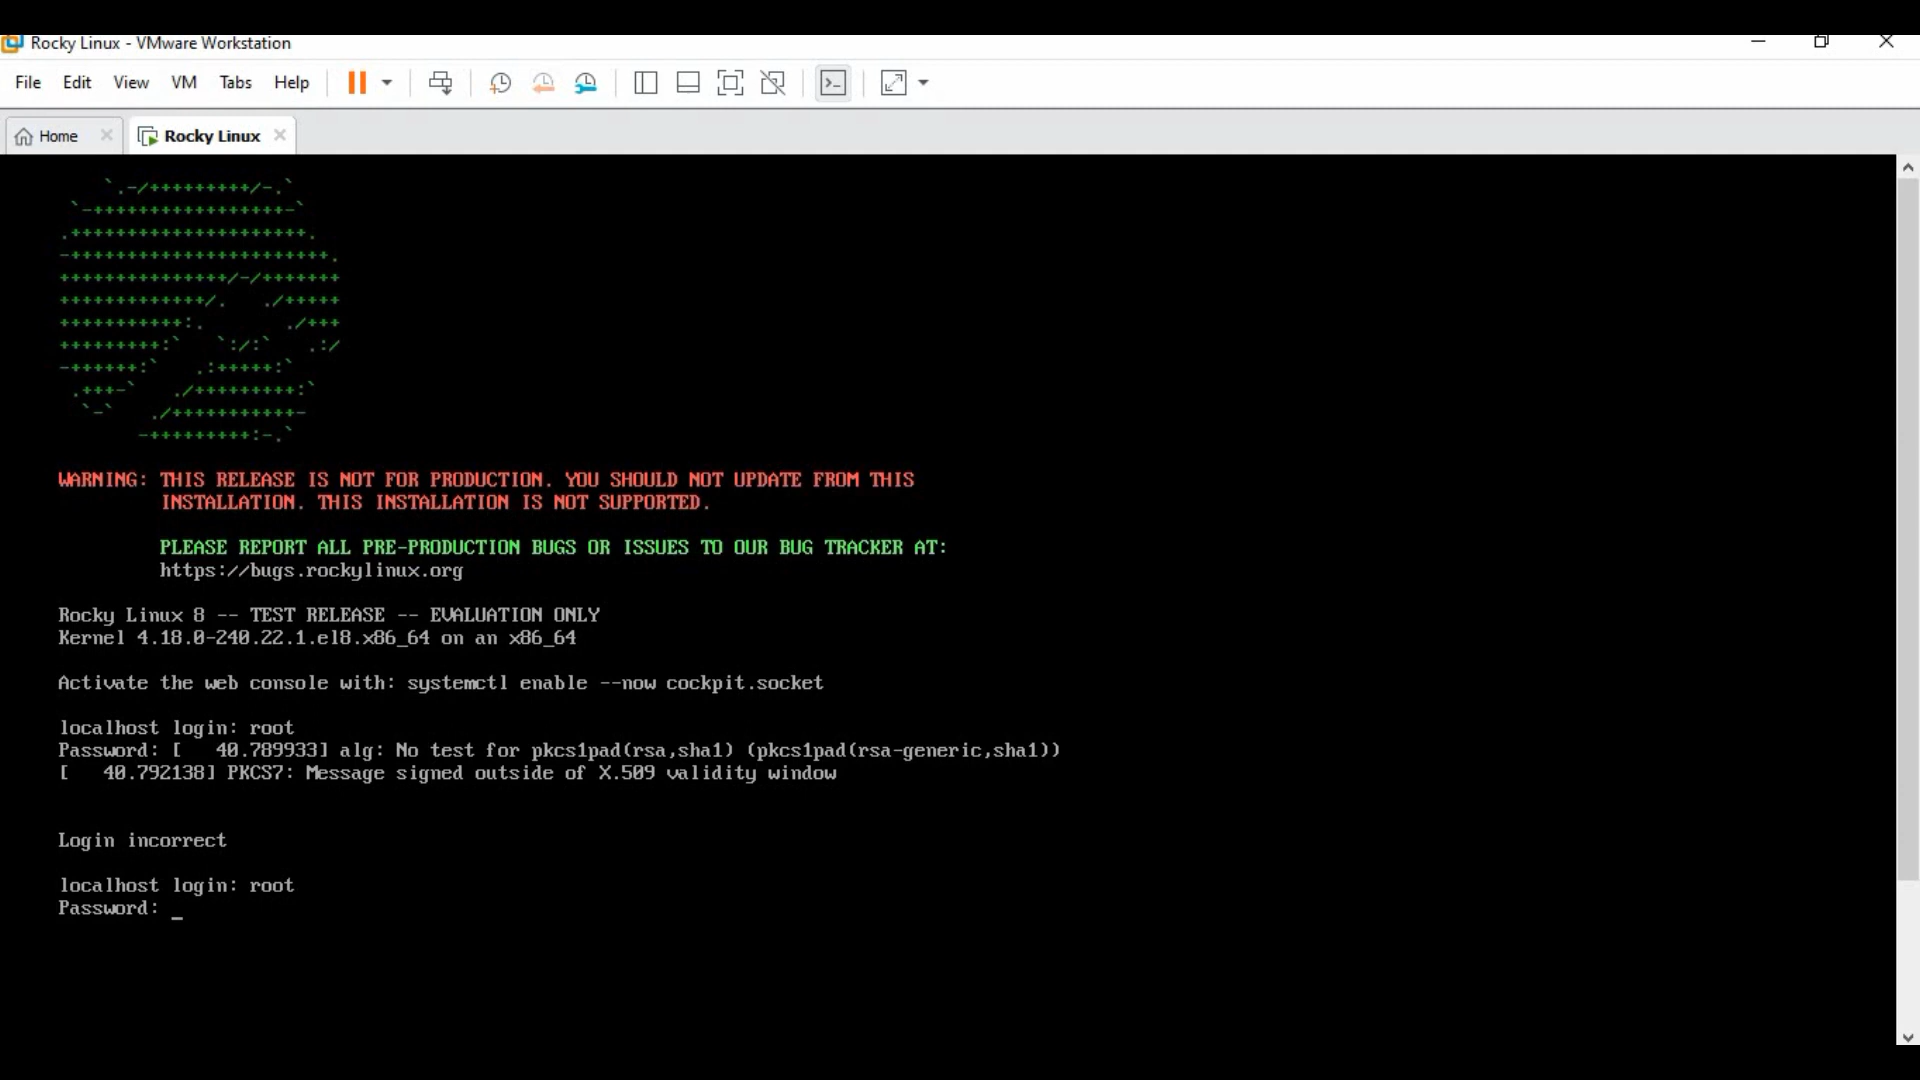 Rocky Linux - VMware Workstation
File Edit View VM Tabs Help
Home Rocky Linux
`.-/+++++++++/-.`
`-+++++++++++++++++-`
.+++++++++++++++++++++.
-+++++++++++++++++++++++.
+++++++++++++++/-/+++++++
+++++++++++++/.   ./+++++
+++++++++++:.       ./+++
+++++++++:`   `:/:`   .:/
-++++++:`   .:+++++:`
.+++-`   ./+++++++++:`
`-`   ./+++++++++++-
-+++++++++:-.`
WARNING: THIS RELEASE IS NOT FOR PRODUCTION. YOU SHOULD NOT UPDATE FROM THIS
INSTALLATION. THIS INSTALLATION IS NOT SUPPORTED.
PLEASE REPORT ALL PRE-PRODUCTION BUGS OR ISSUES TO OUR BUG TRACKER AT:
https://bugs.rockylinux.org
Rocky Linux 8 -- TEST RELEASE -- EVALUATION ONLY
Kernel 4.18.0-240.22.1.el8.x86_64 on an x86_64
Activate the web console with: systemctl enable --now cockpit.socket
localhost login: root
Password: [   40.789933] alg: No test for pkcs1pad(rsa,sha1) (pkcs1pad(rsa-generic,sha1))
[   40.792138] PKCS7: Message signed outside of X.509 validity window
Login incorrect
localhost login: root
Password: _